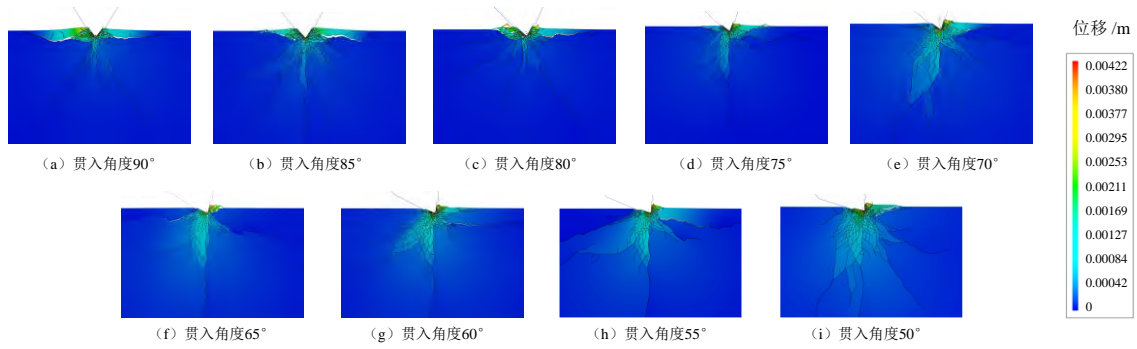 位移 /m
0.00422
0.00380
0.00338
0.00295
0.00253
0.00211
0.00169
0.00127
0.00084
0.00042
0
（a）贯入角度90°
（b）贯入角度85°
（c）贯入角度80°
（d）贯入角度75°
（e）贯入角度70°
（f）贯入角度65°
（g）贯入角度60°
（h）贯入角度55°
（i）贯入角度50°